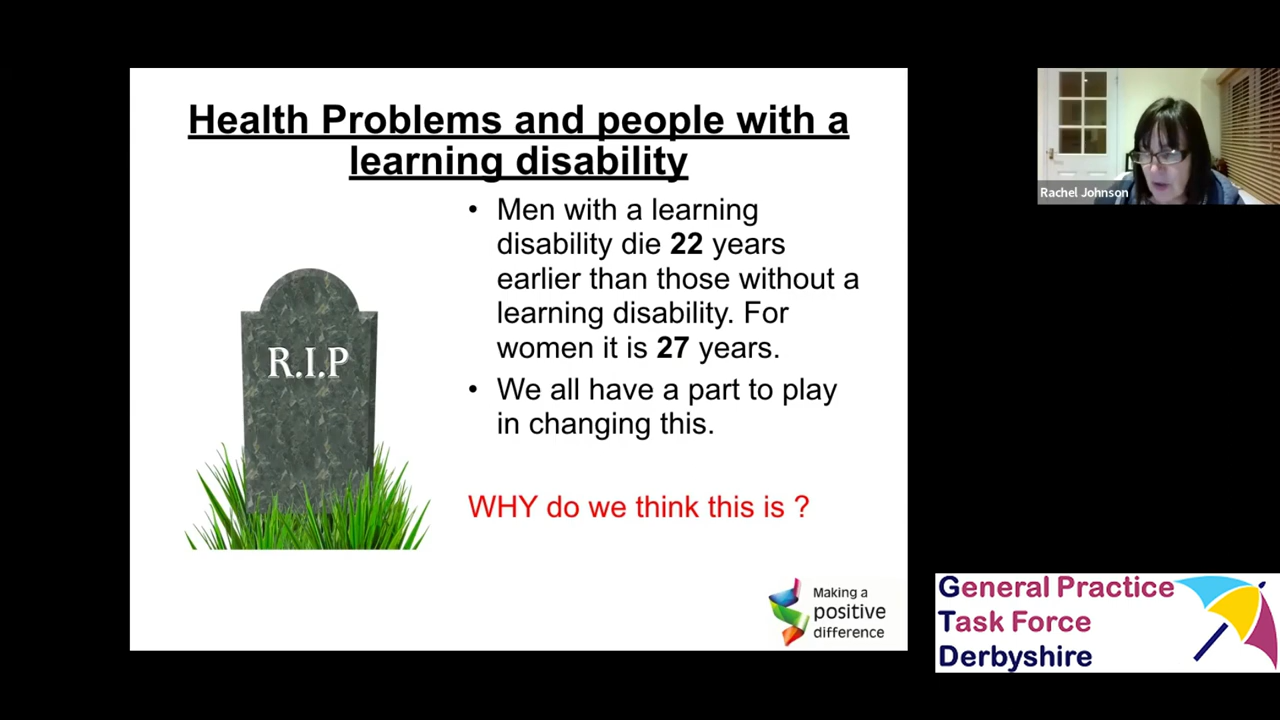 Health Problems and people with a
learning disability
• Men with a learning
disability die 22 years
earlier than those without a
learning disability. For
women it is 27 years.
• We all have a part to play
in changing this.
WHY do we think this is ?
R.I.P
Making a
positive
difference
Rachel Johnson
General Practice
Task Force
Derbyshire